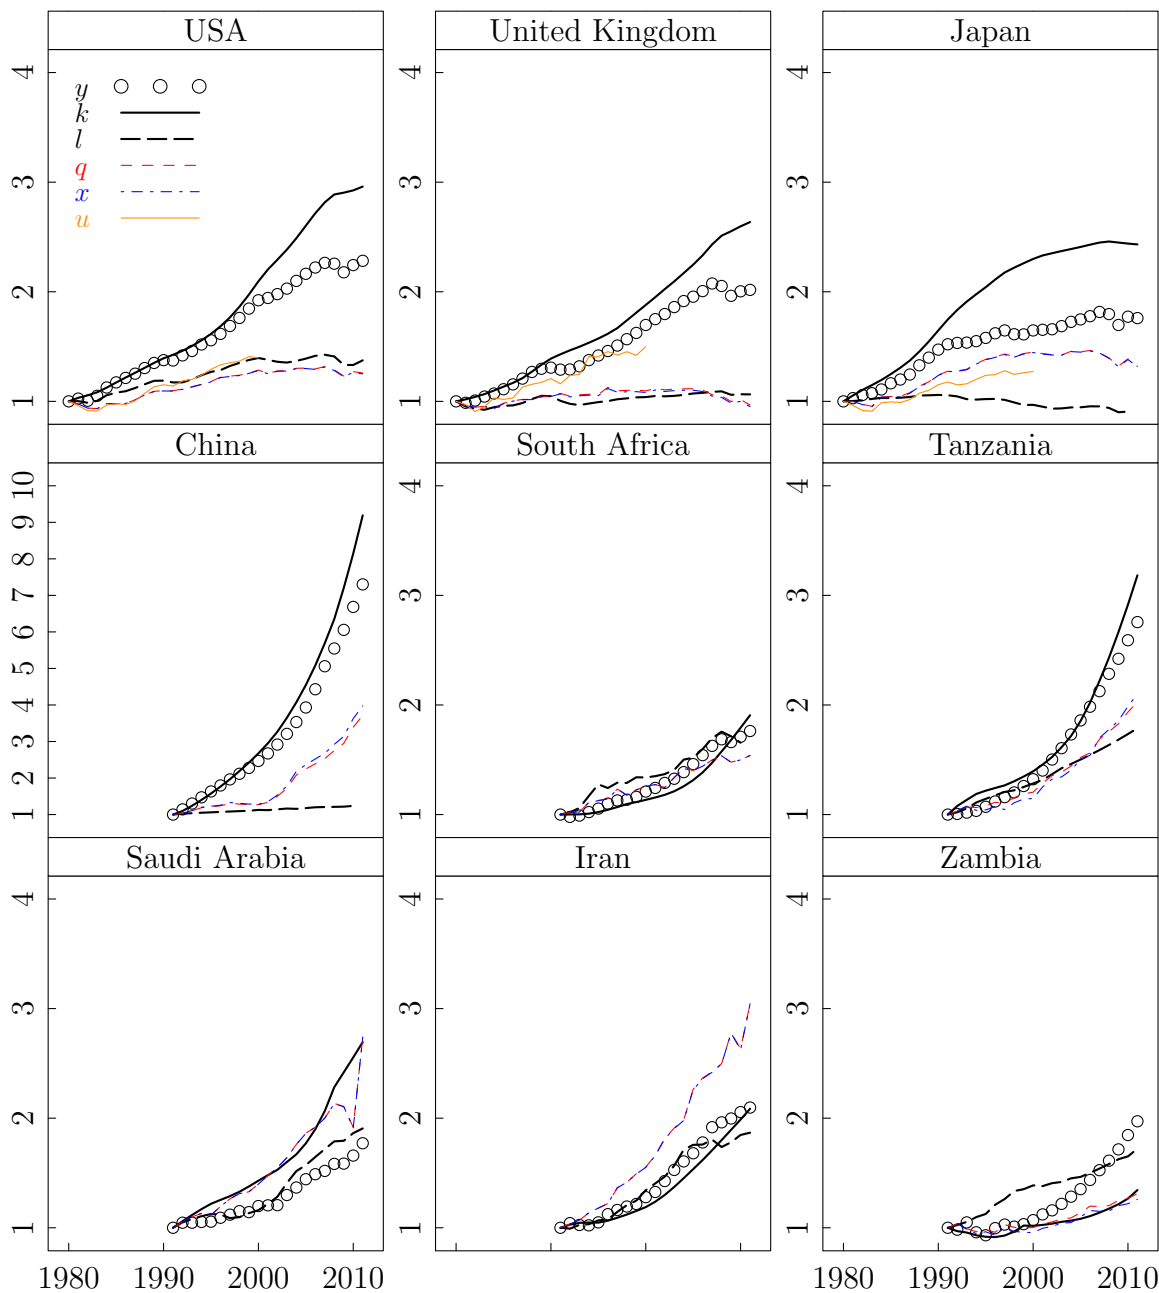 USA United Kingdom Japan
4 4 4
y
k
l
q
x
u
3 3 3
2 2 2
1 1 1
China South Africa Tanzania
10
9
8
7
6
5
4
3
2
1
4 4
3 3
2 2
1 1
Saudi Arabia Iran Zambia
4 4 4
3 3 3
2 2 2
1 1 1
1980 1990 2000 2010 1980 1990 2000 2010